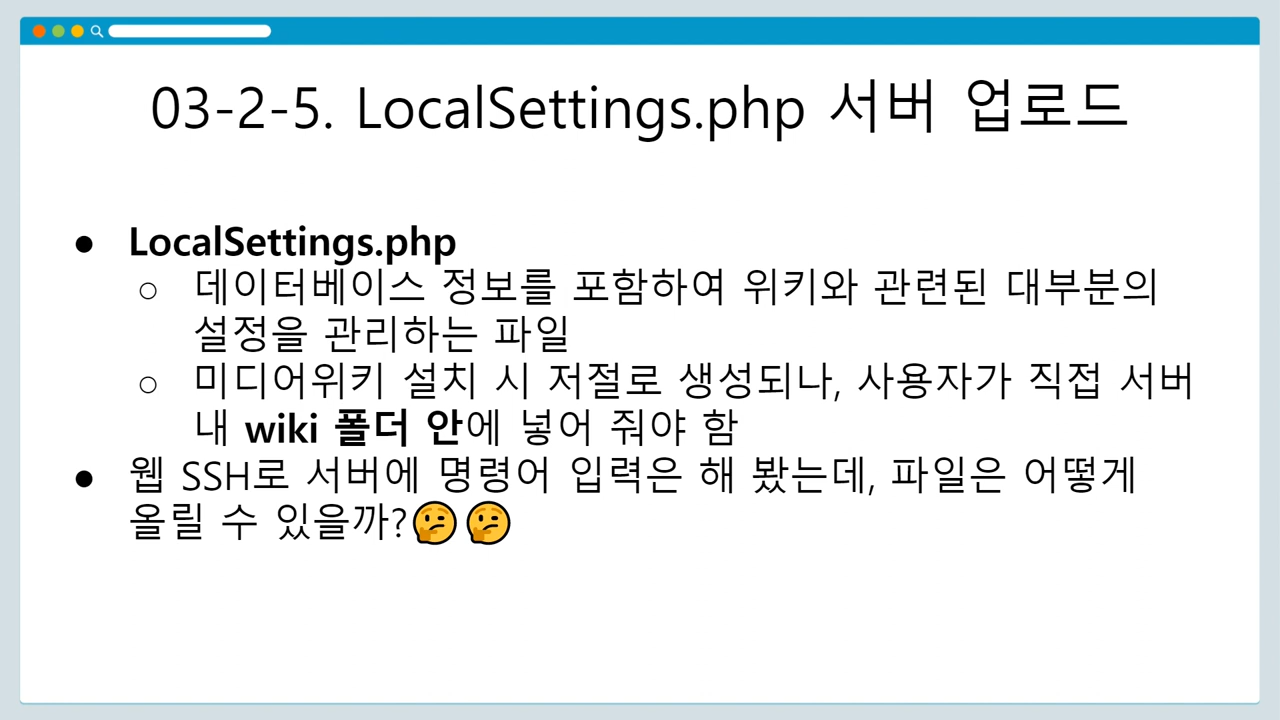 03-2-5. LocalSettings.php 서버 업로드
● LocalSettings.php
○ 데이터베이스 정보를 포함하여 위키와 관련된 대부분의
설정을 관리하는 파일
○ 미디어위키 설치 시 저절로 생성되나, 사용자가 직접 서버
내 wiki 폴더 안에 넣어 줘야 함
● 웹 SSH로 서버에 명령어 입력은 해 봤는데, 파일은 어떻게
올릴 수 있을까?🤔🤔